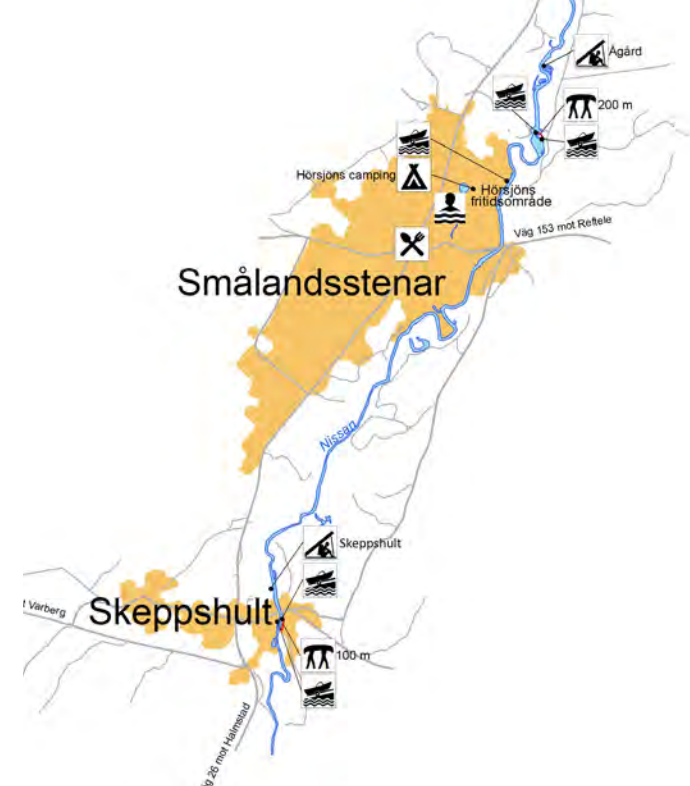 Ågård
200 m
Hörsjöns camping
Hörsjöns
fritidsområde
Väg 153 mot Reftele
Smålandsstenar
Nissan
Skeppshult
t Varberg
Skeppshult
100 m
g 26 mot Halmstad